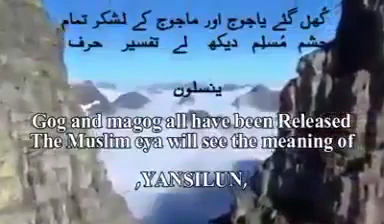 کُھل گئے یاجوج اور ماجوج کے لشکر تمام
چشمِ مُسلِم دیکھ لے تفسیرِ حرفِ
ینسلون
Gog and magog all have been Released
The Muslim eya will see the meaning of
,YANSILUN,